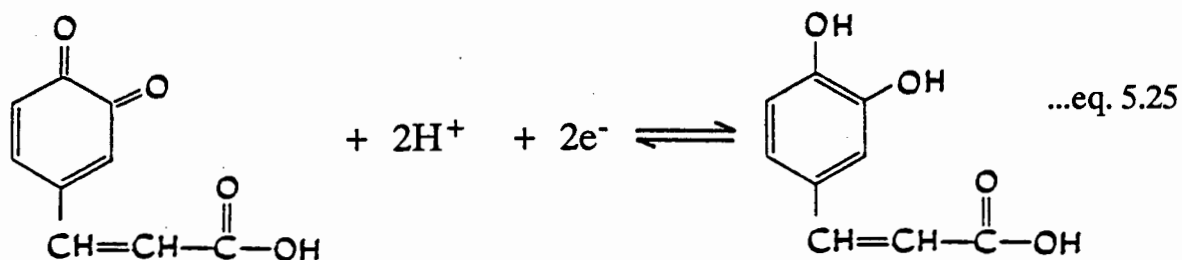 O
O
+ 2H⁺ + 2e⁻ ⇌
O
CH=CH-C-OH
OH
OH
...eq. 5.25
O
CH=CH-C-OH